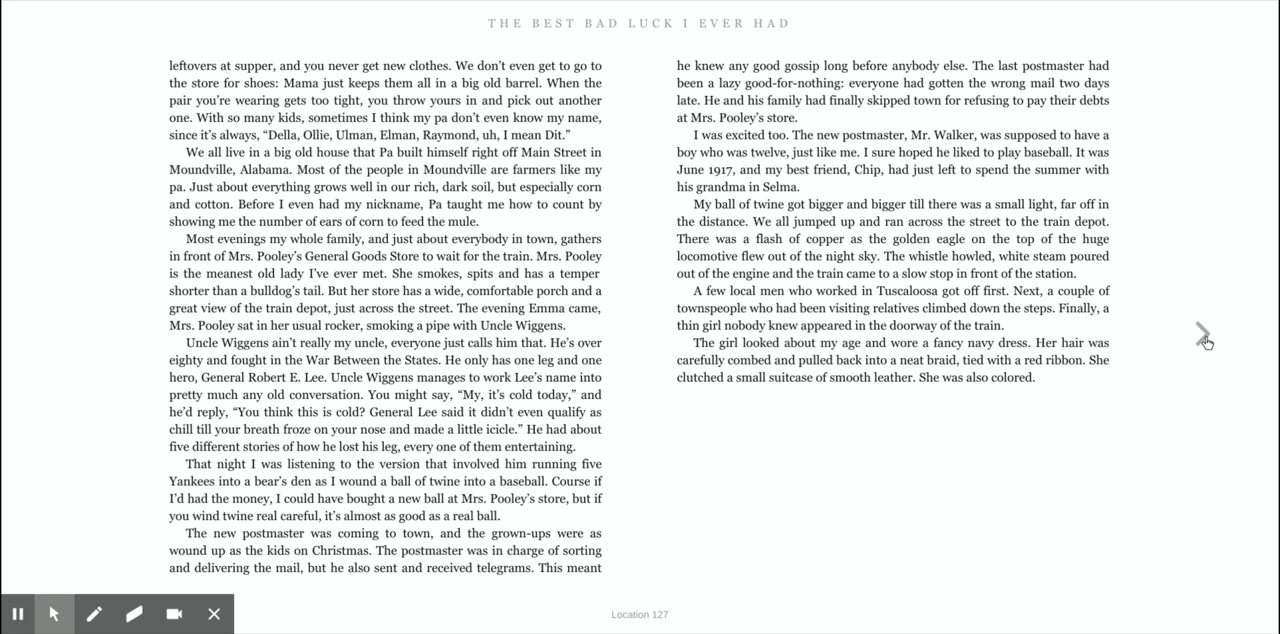 THE BEST BAD LUCK I EVER HAD
leftovers at supper, and you never get new clothes. We don’t even get to go to
the store for shoes: Mama just keeps them all in a big old barrel. When the
pair you’re wearing gets too tight, you throw yours in and pick out another
one. With so many kids, sometimes I think my pa don’t even know my name,
since it’s always, “Della, Ollie, Ulman, Elman, Raymond, uh, I mean Dit.”
We all live in a big old house that Pa built himself right off Main Street in
Moundville, Alabama. Most of the people in Moundville are farmers like my
pa. Just about everything grows well in our rich, dark soil, but especially corn
and cotton. Before I even had my nickname, Pa taught me how to count by
showing me the number of ears of corn to feed the mule.
Most evenings my whole family, and just about everybody in town, gathers
in front of Mrs. Pooley’s General Goods Store to wait for the train. Mrs. Pooley
is the meanest old lady I’ve ever met. She smokes, spits and has a temper
shorter than a bulldog’s tail. But her store has a wide, comfortable porch and a
great view of the train depot, just across the street. The evening Emma came,
Mrs. Pooley sat in her usual rocker, smoking a pipe with Uncle Wiggens.
Uncle Wiggens ain’t really my uncle, everyone just calls him that. He’s over
eighty and fought in the War Between the States. He only has one leg and one
hero, General Robert E. Lee. Uncle Wiggens manages to work Lee’s name into
pretty much any old conversation. You might say, “My, it’s cold today,” and
he’d reply, “You think this is cold? General Lee said it didn’t even qualify as
chill till your breath froze on your nose and made a little icicle.” He had about
five different stories of how he lost his leg, every one of them entertaining.
That night I was listening to the version that involved him running five
Yankees into a bear’s den as I wound a ball of twine into a baseball. Course if
I’d had the money, I could have bought a new ball at Mrs. Pooley’s store, but if
you wind twine real careful, it’s almost as good as a real ball.
The new postmaster was coming to town, and the grown-ups were as
wound up as the kids on Christmas. The postmaster was in charge of sorting
and delivering the mail, but he also sent and received telegrams. This meant
he knew any good gossip long before anybody else. The last postmaster had
been a lazy good-for-nothing: everyone had gotten the wrong mail two days
late. He and his family had finally skipped town for refusing to pay their debts
at Mrs. Pooley’s store.
I was excited too. The new postmaster, Mr. Walker, was supposed to have a
boy who was twelve, just like me. I sure hoped he liked to play baseball. It was
June 1917, and my best friend, Chip, had just left to spend the summer with
his grandma in Selma.
My ball of twine got bigger and bigger till there was a small light, far off in
the distance. We all jumped up and ran across the street to the train depot.
There was a flash of copper as the golden eagle on the top of the huge
locomotive flew out of the night sky. The whistle howled, white steam poured
out of the engine and the train came to a slow stop in front of the station.
A few local men who worked in Tuscaloosa got off first. Next, a couple of
townspeople who had been visiting relatives climbed down the steps. Finally, a
thin girl nobody knew appeared in the doorway of the train.
The girl looked about my age and wore a fancy navy dress. Her hair was
carefully combed and pulled back into a neat braid, tied with a red ribbon. She
clutched a small suitcase of smooth leather. She was also colored.
Location 127